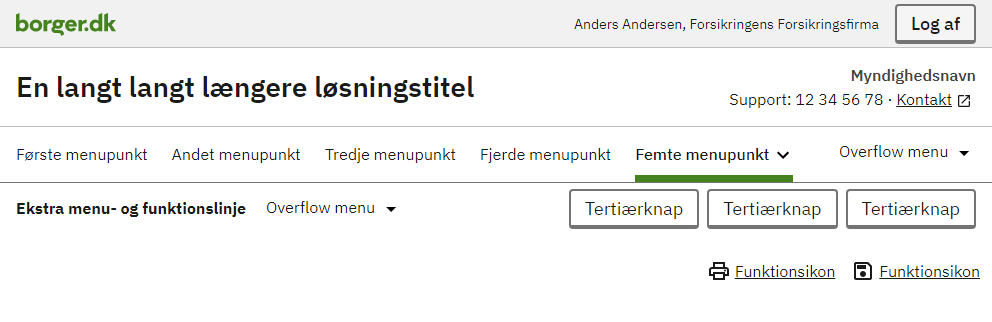 borger.dk Anders Andersen, Forsikringens Forsikringsfirma Log af
Myndighedsnavn
En langt langt længere løsningstitel
Support: 12 34 56 78 · Kontakt
Første menupunkt Andet menupunkt Tredje menupunkt Fjerde menupunkt Femte menupunkt Overflow menu
Ekstra menu- og funktionslinje Overflow menu Tertiærknap Tertiærknap Tertiærknap
Funktionsikon Funktionsikon